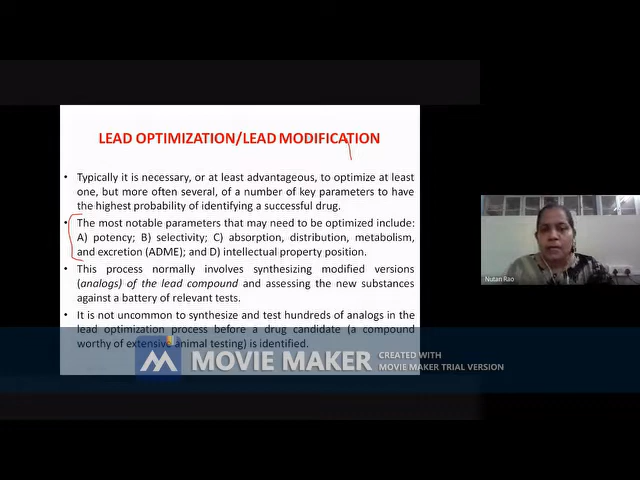 LEAD OPTIMIZATION/LEAD MODIFICATION
• Typically it is necessary, or at least advantageous, to optimize at least
one, but more often several, of a number of key parameters to have
the highest probability of identifying a successful drug.
• The most notable parameters that may need to be optimized include:
A) potency; B) selectivity; C) absorption, distribution, metabolism,
and excretion (ADME); and D) intellectual property position.
• This process normally involves synthesizing modified versions
(analogs) of the lead compound and assessing the new substances
against a battery of relevant tests.
• It is not uncommon to synthesize and test hundreds of analogs in the
lead optimization process before a drug candidate (a compound
worthy of extensive animal testing) is identified.
Nutan Rao
MOVIE MAKER
CREATED WITH
MOVIE MAKER TRIAL VERSION